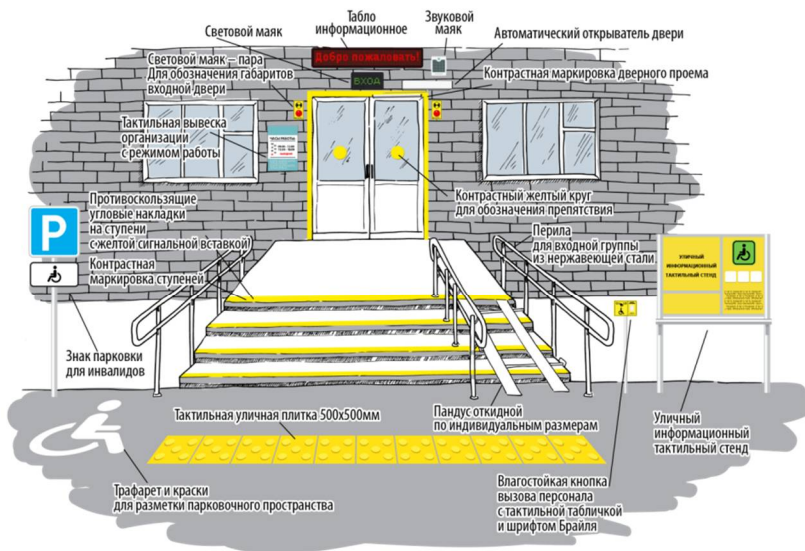 Световой маяк
Табло
информационное
Звуковой
маяк
Автоматический открыватель двери
Световой маяк – пара
Для обозначения габаритов
входной двери
Добро пожаловать!
ВХОД
Контрастная маркировка дверного проема
Тактильная вывеска
организации
с режимом работы
Контрастный желтый круг
для обозначения препятствия
Противоскользящие
угловые накладки
на ступени
с желтой сигнальной вставкой)
Перила
для входной группы
из нержавеющей стали
P
Контрастная
маркировка ступеней
УЛИЧНЫЙ
ИНФОРМАЦИОННЫЙ
ТАКТИЛЬНЫЙ СТЕНД
Знак парковки
для инвалидов
Тактильная уличная плитка 500х500мм
Пандус откидной
по индивидуальным размерам
Уличный
информационный
тактильный стенд
Трафарет и краски
для разметки парковочного пространства
Влагостойкая кнопка
вызова персонала
с тактильной табличкой
и шрифтом Брайля